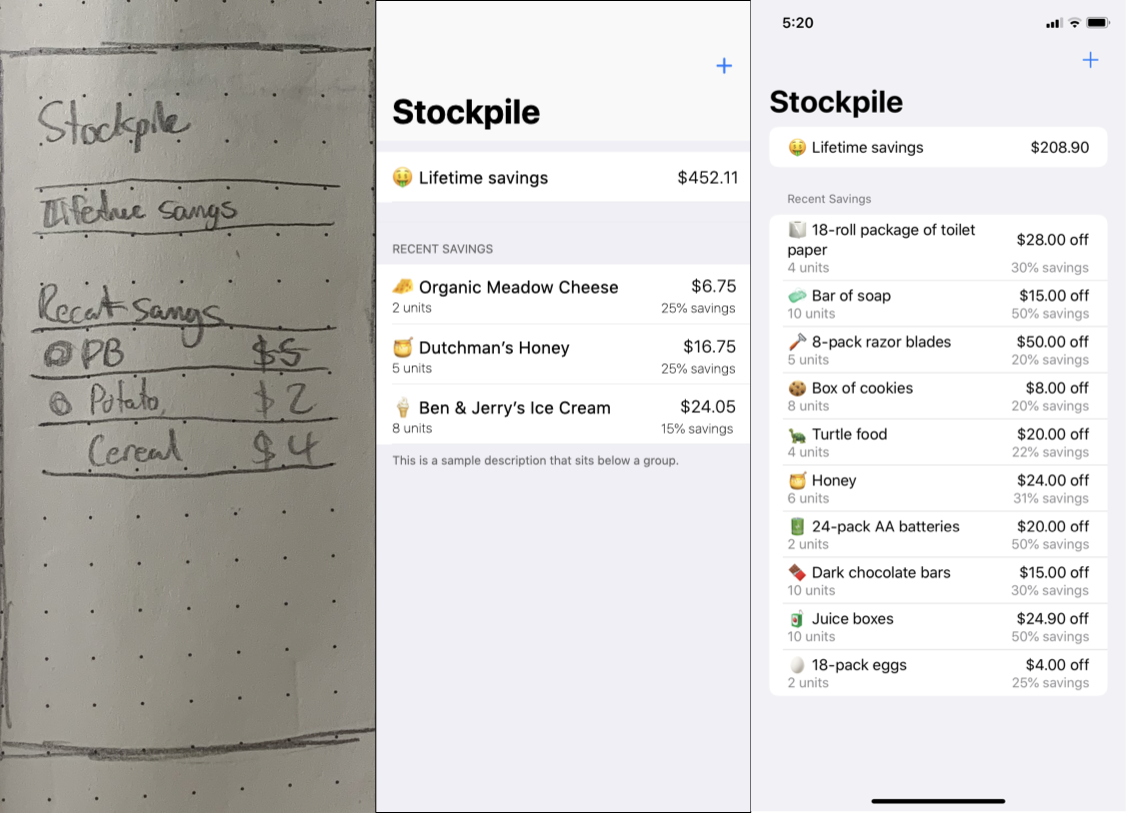 Stockpile
Lifetime savings
Recent savings
PB $5
Potato $2
Cereal $4
+
Stockpile
Lifetime savings $452.11
RECENT SAVINGS
Organic Meadow Cheese $6.75
2 units 25% savings
Dutchman's Honey $16.75
5 units 25% savings
Ben & Jerry's Ice Cream $24.05
8 units 15% savings
This is a sample description that sits below a group.
5:20
+
Stockpile
Lifetime savings $208.90
Recent Savings
18-roll package of toilet
paper $28.00 off
4 units 30% savings
Bar of soap $15.00 off
10 units 50% savings
8-pack razor blades $50.00 off
5 units 20% savings
Box of cookies $8.00 off
8 units 20% savings
Turtle food $20.00 off
4 units 22% savings
Honey $24.00 off
6 units 31% savings
24-pack AA batteries $20.00 off
2 units 50% savings
Dark chocolate bars $15.00 off
10 units 30% savings
Juice boxes $24.90 off
10 units 50% savings
18-pack eggs $4.00 off
2 units 25% savings